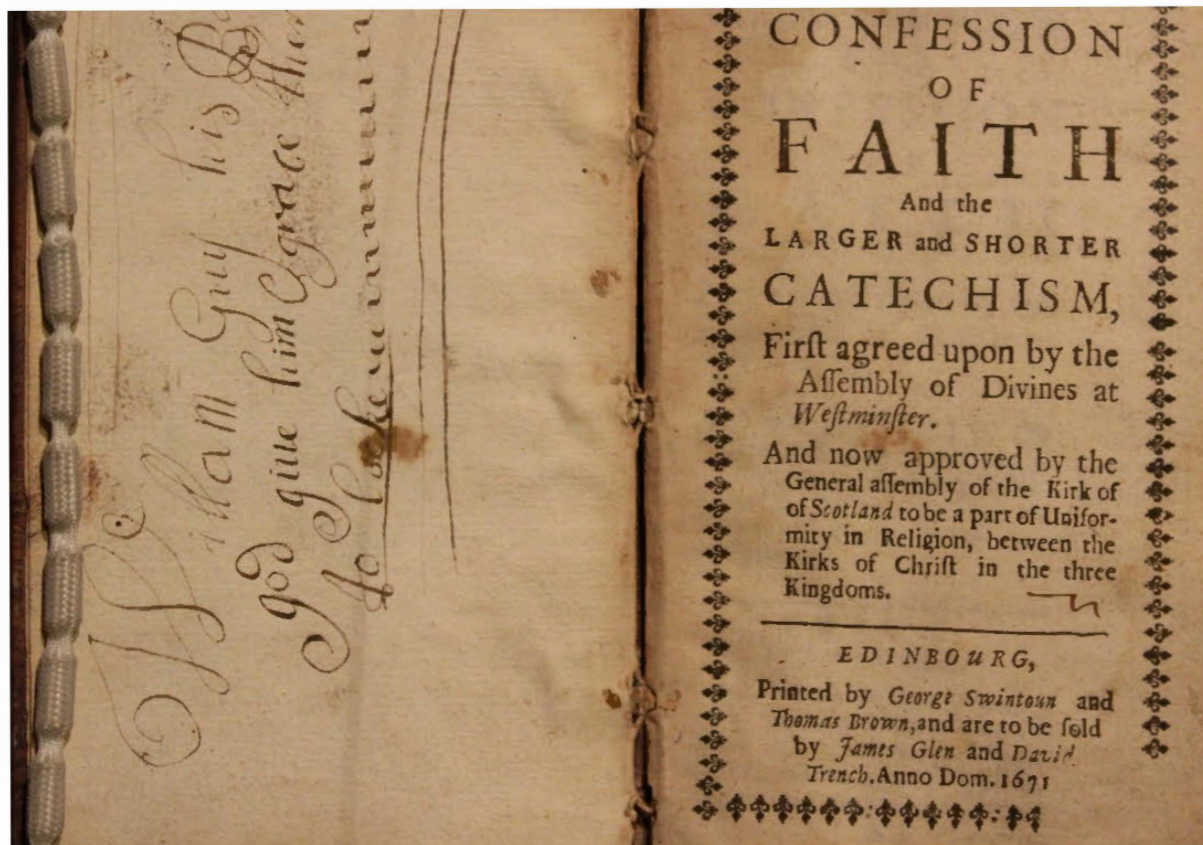 William Guy his
god give him Grace
to looke
CONFESSION
OF
FAITH
And the
LARGER and SHORTER
CATECHISM,
Firſt agreed upon by the
Aſſembly of Divines at
Weſtminſter.
And now approved by the
General aſſembly of the Kirk of
of Scotland to be a part of Unifor-
mity in Religion, between the
Kirks of Chriſt in the three
Kingdoms.
EDINBOURG,
Printed by George Swintoun and
Thomas Brown, and are to be ſold
by James Glen and David
Trench. Anno Dom. 1671